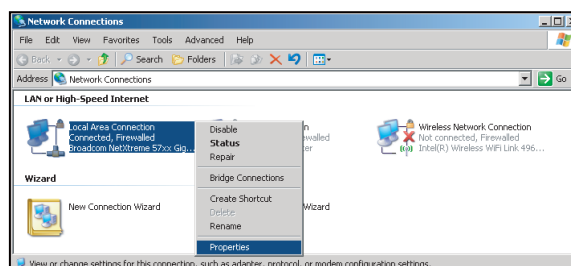 Network Connections
File Edit View Favorites Tools Advanced Help
Back Search Folders
Address Network Connections Go
LAN or High-Speed Internet
Local Area Connection
Connected, Firewalled
Broadcom NetXtreme 57xx Gig...
Disable
Status
Repair
Bridge Connections
Create Shortcut
Delete
Rename
Properties
Wireless Network Connection
Not connected, Firewalled
Intel(R) Wireless WiFi Link 496...
Wizard
New Connection Wizard
Wizard
View or change settings for this connection, such as adapter, protocol, or modem configuration settings.